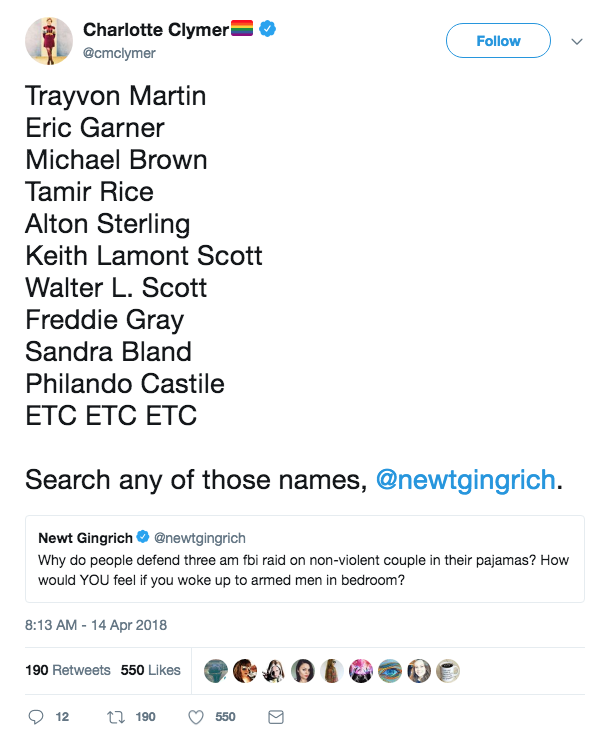 Charlotte Clymer🏳️‍🌈
@cmclymer
Follow
Trayvon Martin
Eric Garner
Michael Brown
Tamir Rice
Alton Sterling
Keith Lamont Scott
Walter L. Scott
Freddie Gray
Sandra Bland
Philando Castile
ETC ETC ETC
Search any of those names, @newtgingrich.
Newt Gingrich @newtgingrich
Why do people defend three am fbi raid on non-violent couple in their pajamas? How
would YOU feel if you woke up to armed men in bedroom?
8:13 AM - 14 Apr 2018
190 Retweets 550 Likes
12 190 550